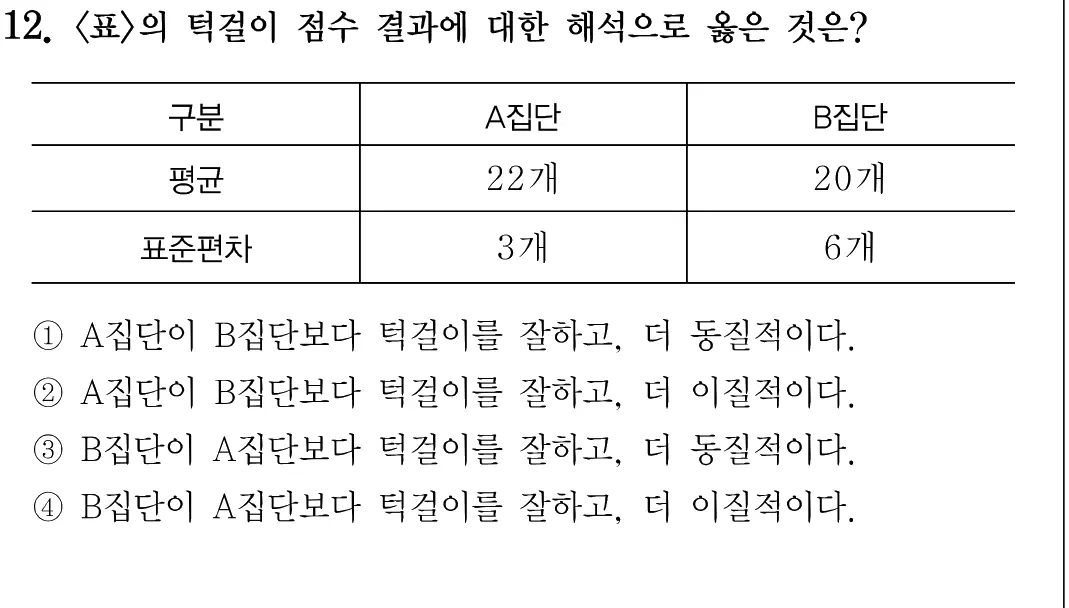 12. 〈표〉의 턱걸이 점수 결과에 대한 해석으로 옳은 것은?
구분 A집단 B집단
평균 22개 20개
표준편차 3개 6개
① A집단이 B집단보다 턱걸이를 잘하고, 더 동질적이다.
② A집단이 B집단보다 턱걸이를 잘하고, 더 이질적이다.
③ B집단이 A집단보다 턱걸이를 잘하고, 더 동질적이다.
④ B집단이 A집단보다 턱걸이를 잘하고, 더 이질적이다.